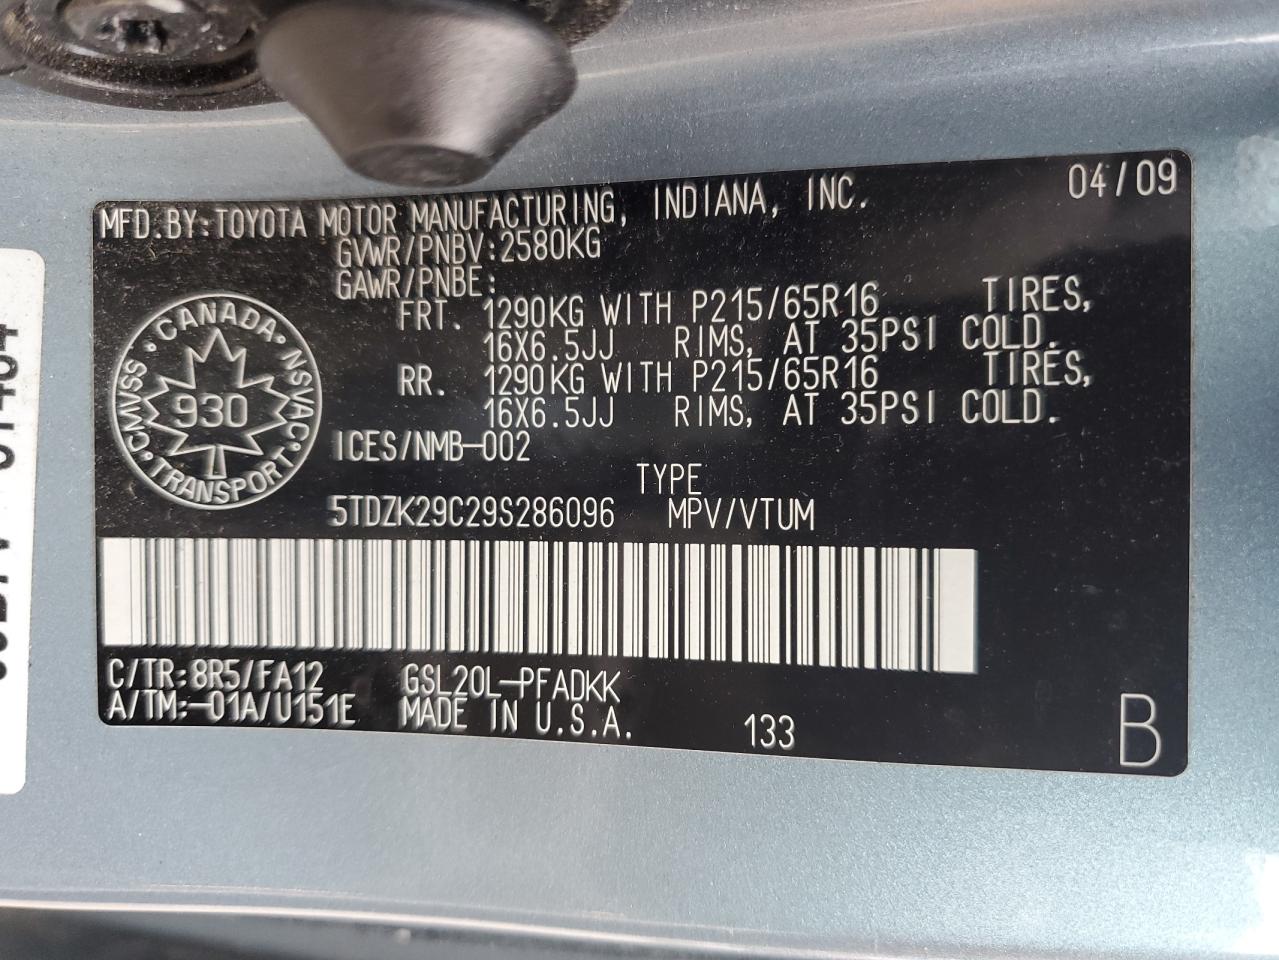 MFD.BY:TOYOTA MOTOR MANUFACTURING, INDIANA, INC. 04/09
GVWR/PNBV:2580KG
GAWR/PNBE:
FRT. 1290KG WITH P215/65R16 TIRES,
16X6.5JJ RIMS, AT 35PSI COLD.
RR. 1290KG WITH P215/65R16 TIRES,
16X6.5JJ RIMS, AT 35PSI COLD.
CANADA
CMVSS · NSVAC
930
TRANSPORT
ICES/NMB-002
TYPE
5TDZK29C29S286096 MPV/VTUM
C/TR:8R5/FA12 GSL20L-PFADKK
A/TM:-01A/U151E MADE IN U.S.A. 133
B